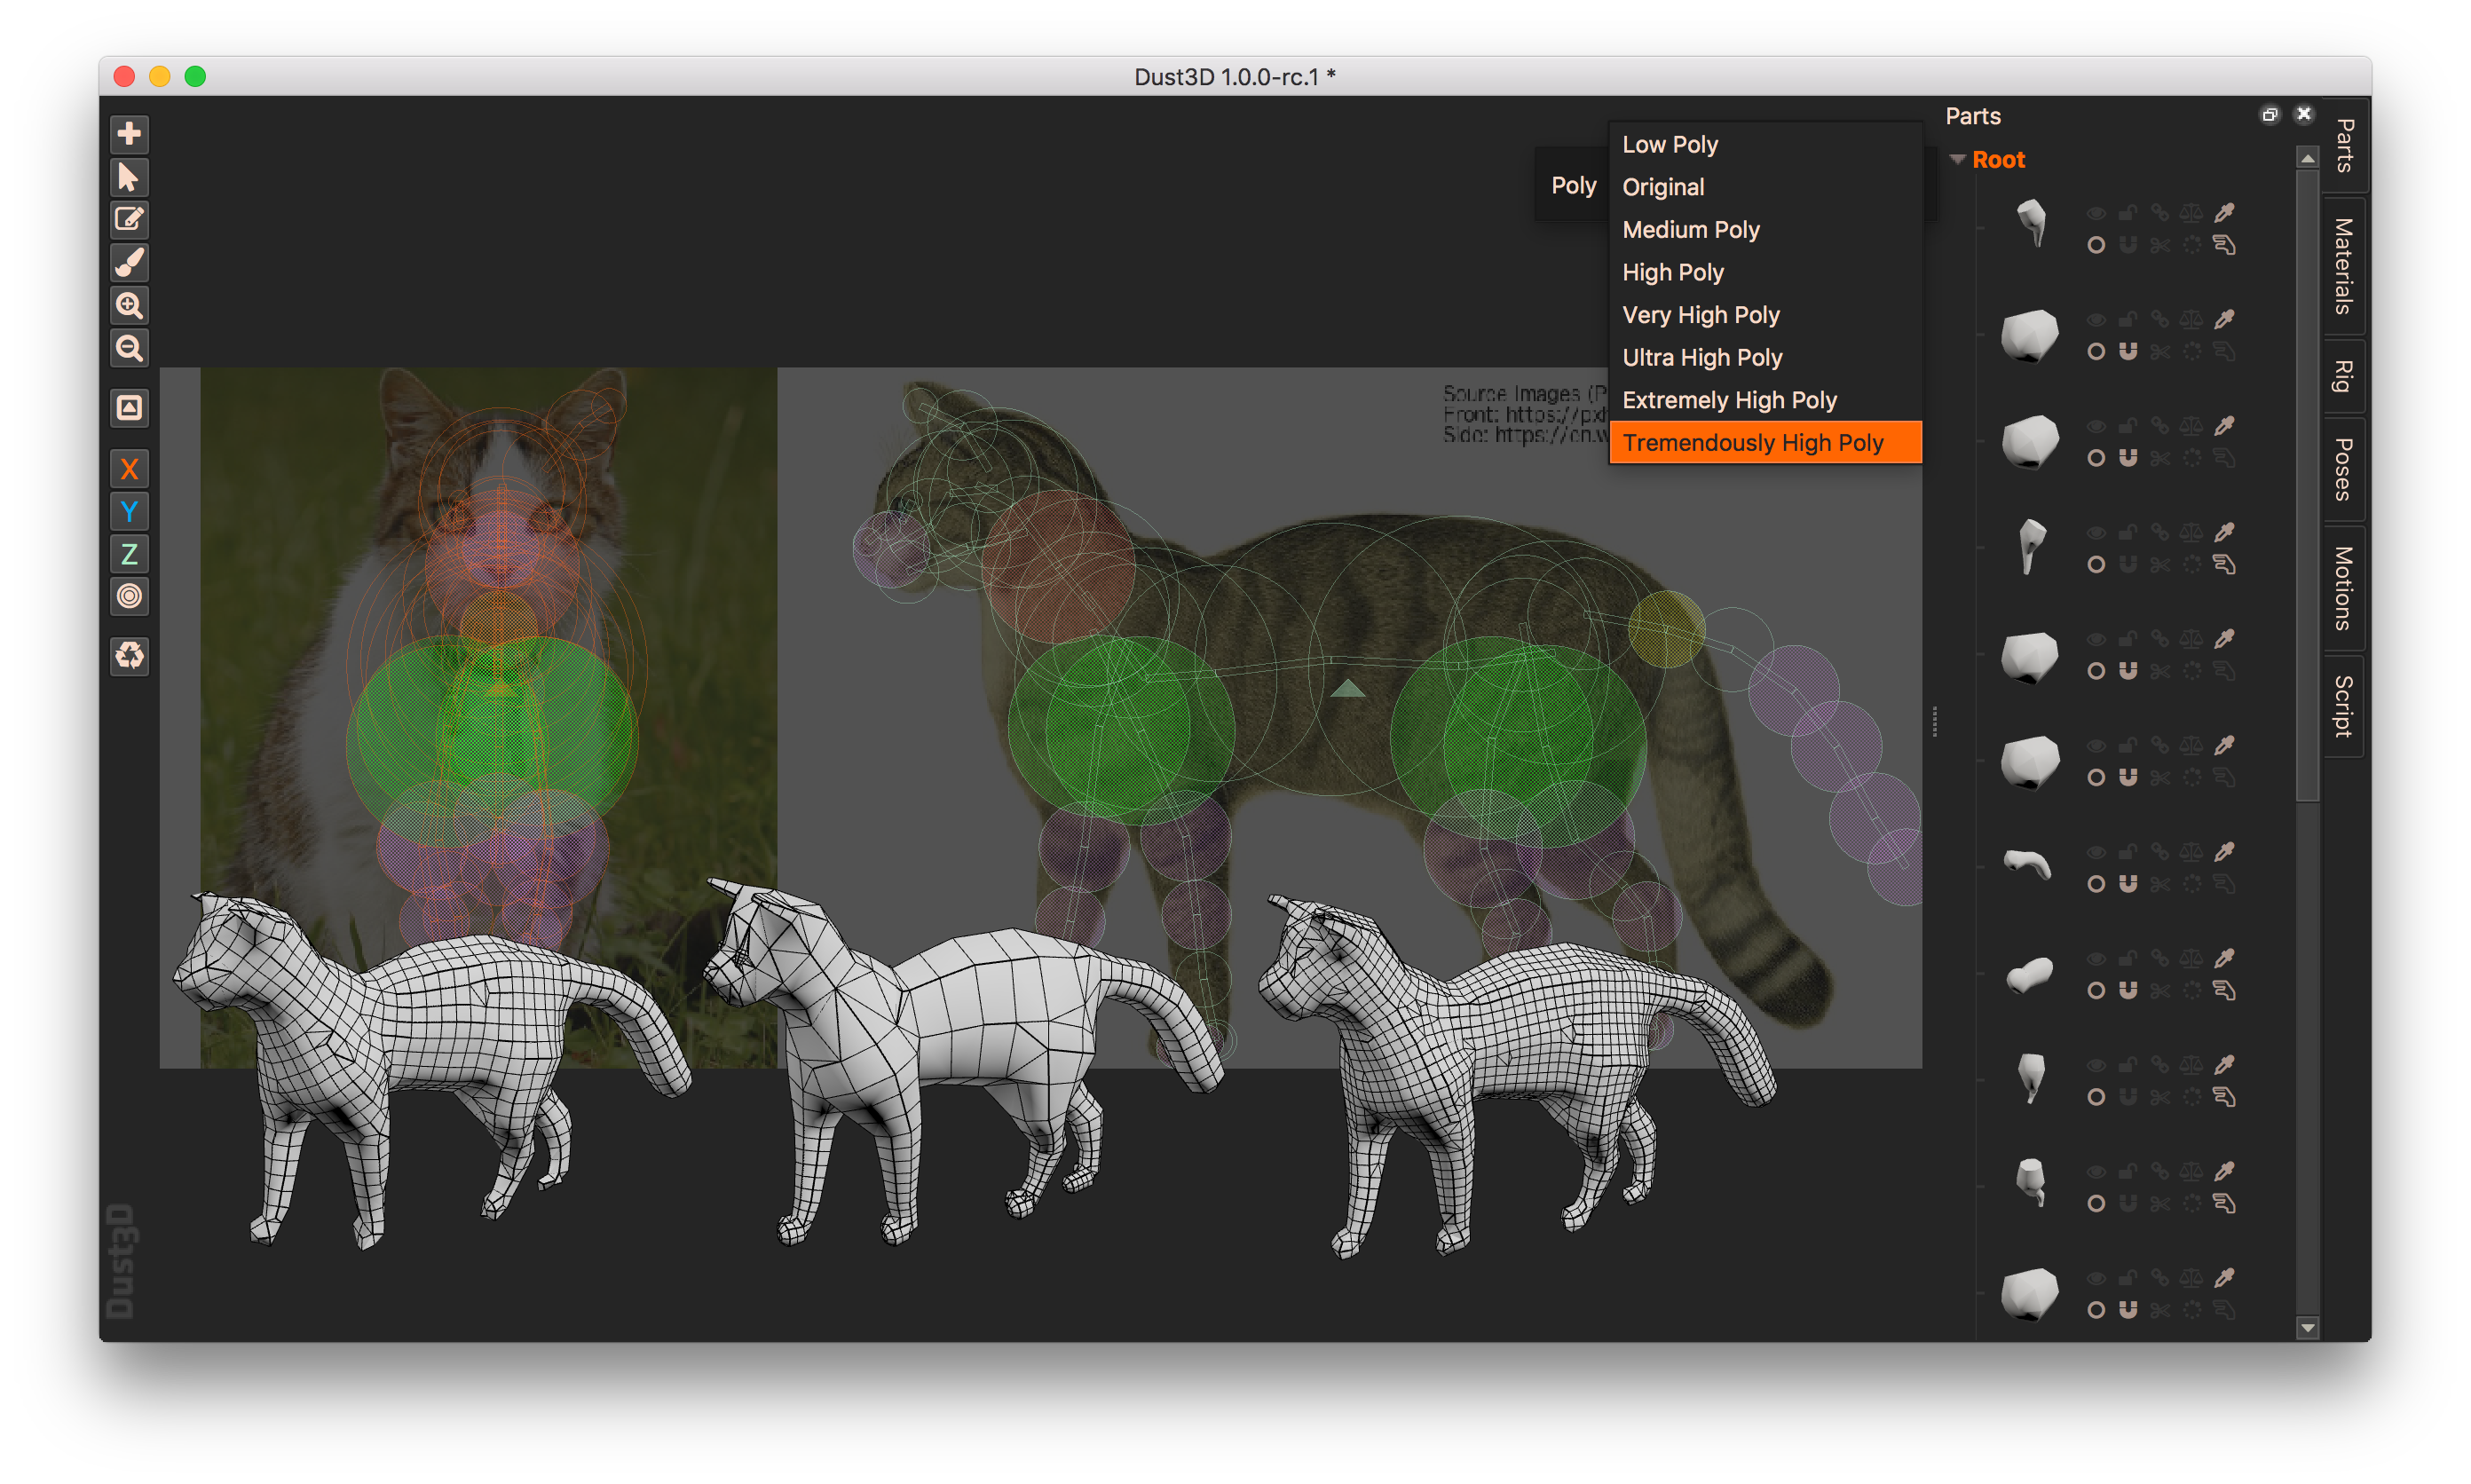 Dust3D 1.0.0-rc.1 *
Parts
Root
Poly
Low Poly
Original
Medium Poly
High Poly
Very High Poly
Ultra High Poly
Extremely High Poly
Tremendously High Poly
Source Images (P
Front: https://pxh
Side: https://en.w
X
Y
Z
Parts
Materials
Rig
Poses
Motions
Script
Dust3D